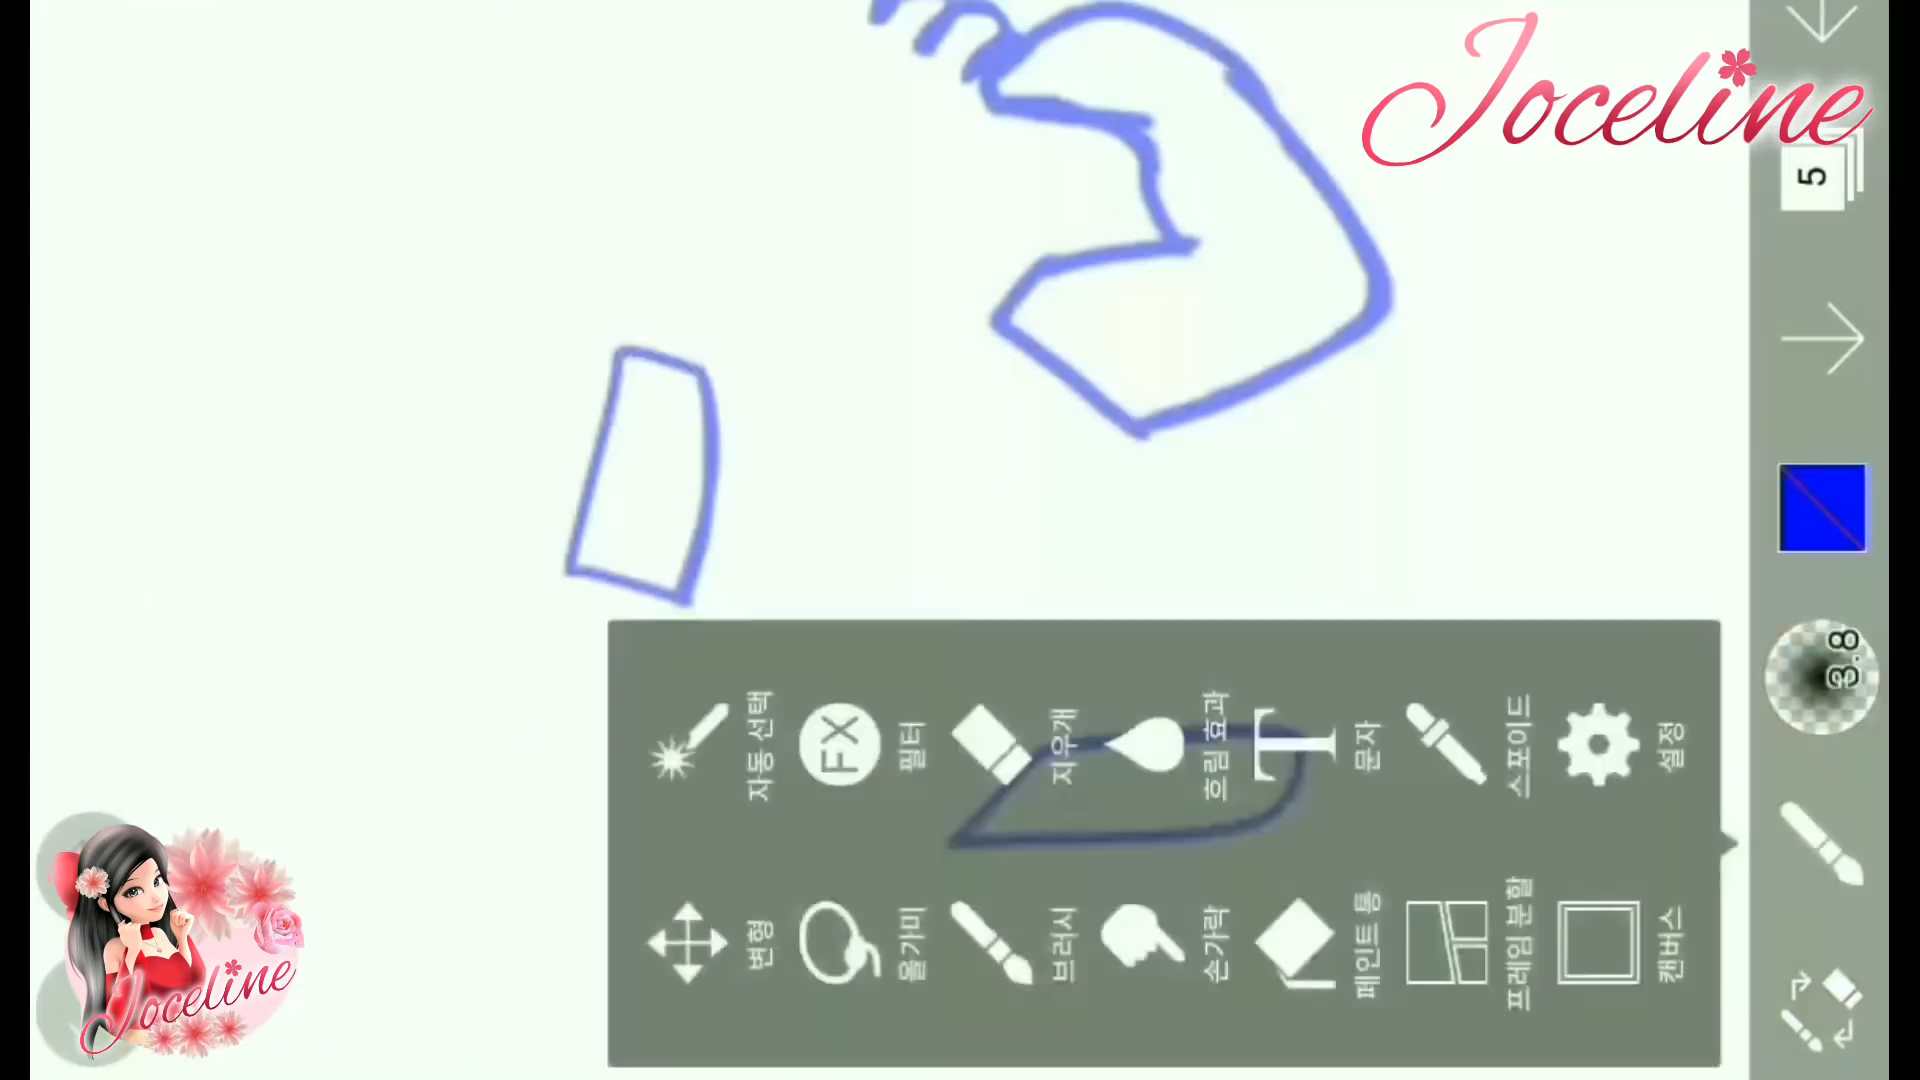 Joceline
5
3.8
자동 선택
필터
지우개
흐림 효과
문자
스포이드
설정
변형
올가미
브러시
손가락
페인트 통
프레임 분할
캔버스
FX
T
Joceline